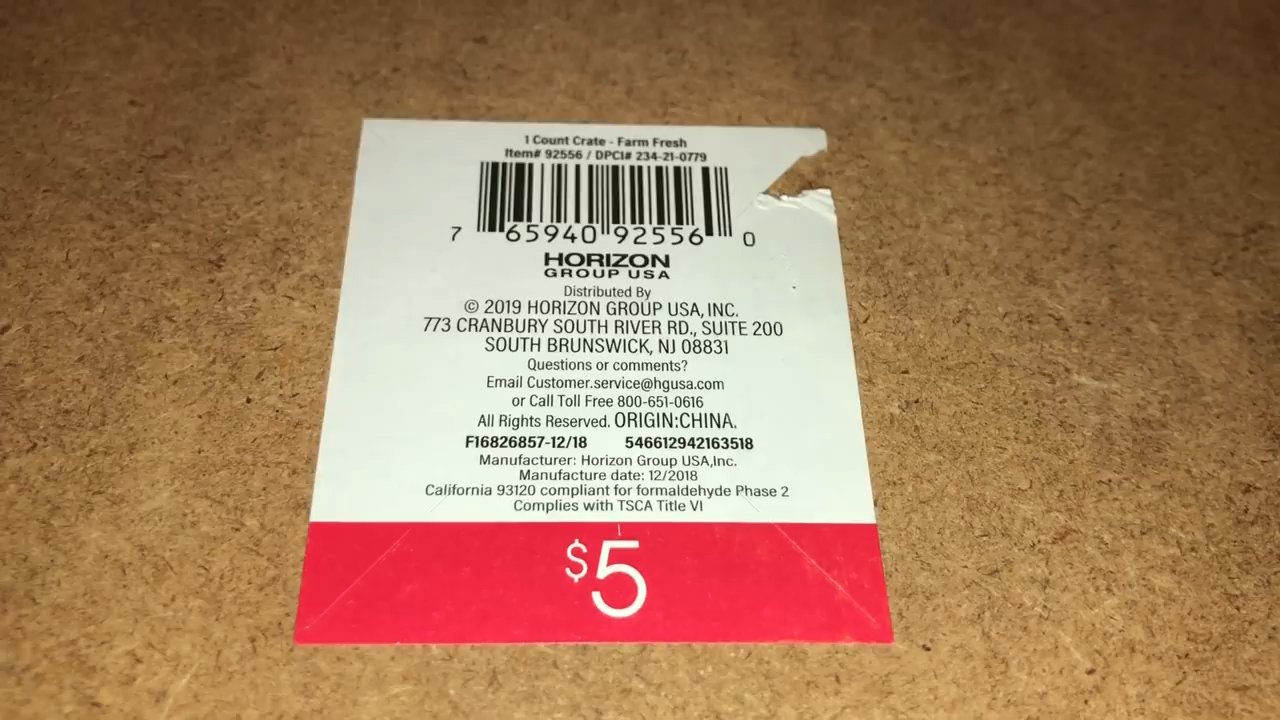 1 Count Crate - Farm Fresh
Item# 92556 / DPCI# 234-21-0779
7 65940 92556 0
HORIZON
GROUP USA
Distributed By
© 2019 HORIZON GROUP USA, INC.
773 CRANBURY SOUTH RIVER RD., SUITE 200
SOUTH BRUNSWICK, NJ 08831
Questions or comments?
Email Customer.service@hgusa.com
or Call Toll Free 800-651-0616
All Rights Reserved. ORIGIN:CHINA.
F16826857-12/18 546612942163518
Manufacturer: Horizon Group USA,Inc.
Manufacture date: 12/2018
California 93120 compliant for formaldehyde Phase 2
Complies with TSCA Title VI
$5